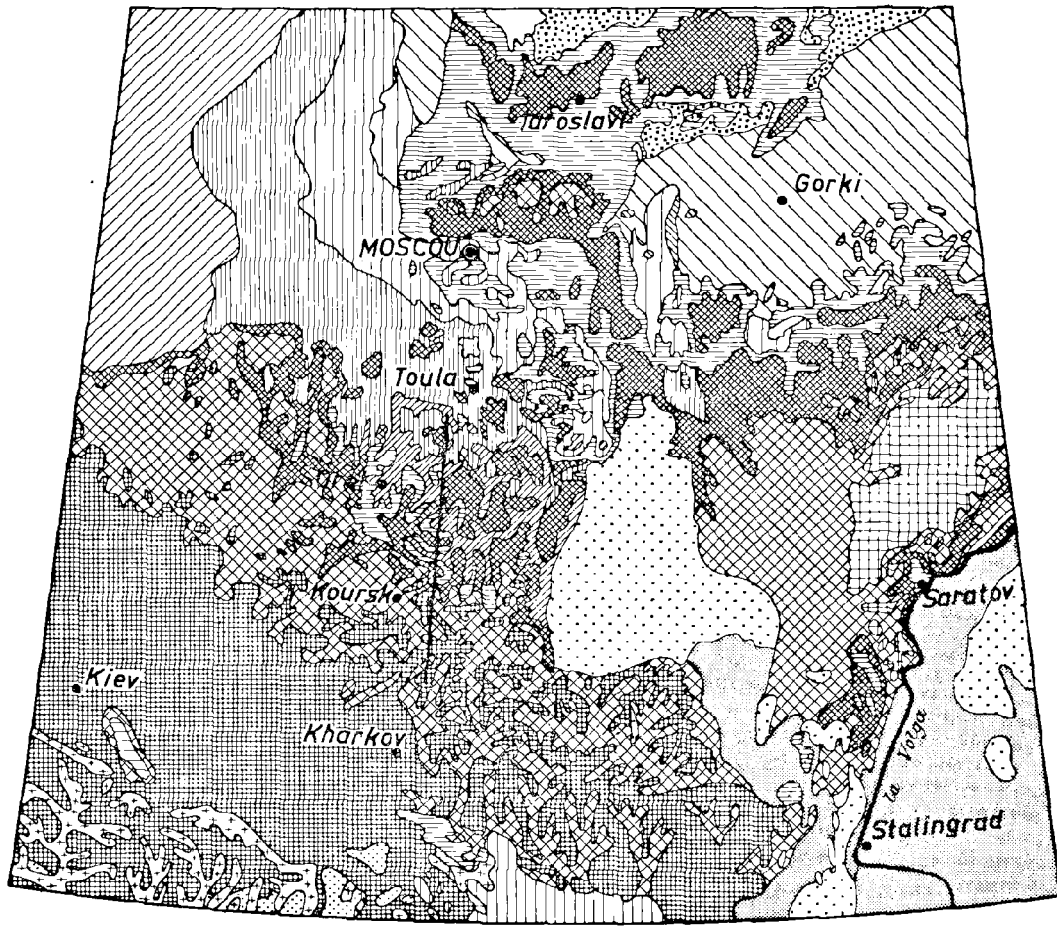 Iaroslavl
Gorki
MOSCOU
Toula
Koursk
Saratov
Kiev
Kharkov
la Volga
Stalingrad